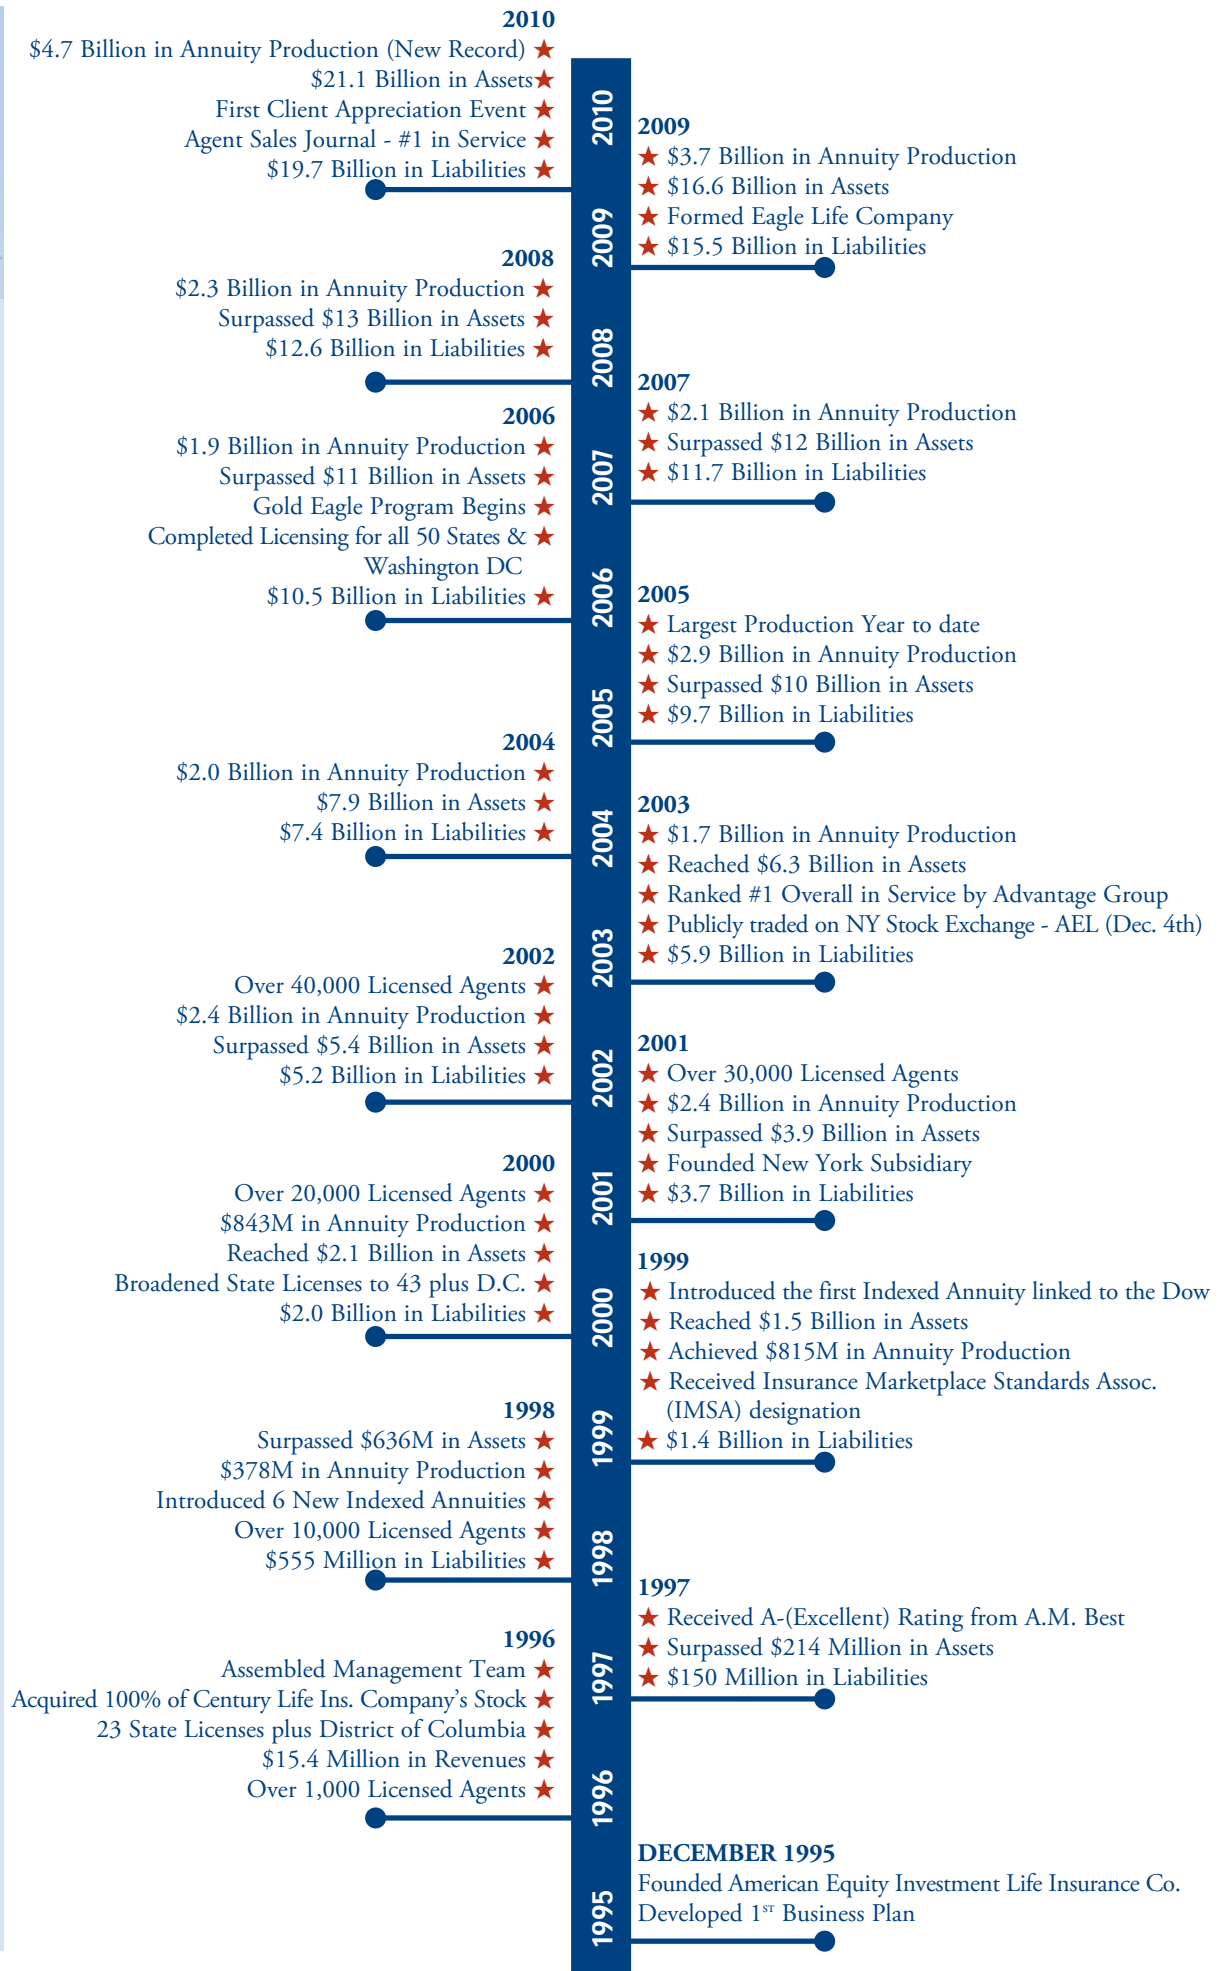 2010
$4.7 Billion in Annuity Production (New Record) ★
$21.1 Billion in Assets★
First Client Appreciation Event ★
Agent Sales Journal - #1 in Service ★
$19.7 Billion in Liabilities ★
2010
2009
★ $3.7 Billion in Annuity Production
★ $16.6 Billion in Assets
★ Formed Eagle Life Company
★ $15.5 Billion in Liabilities
2009
2008
$2.3 Billion in Annuity Production ★
Surpassed $13 Billion in Assets ★
$12.6 Billion in Liabilities ★
2008
2007
★ $2.1 Billion in Annuity Production
★ Surpassed $12 Billion in Assets
★ $11.7 Billion in Liabilities
2007
2006
$1.9 Billion in Annuity Production ★
Surpassed $11 Billion in Assets ★
Gold Eagle Program Begins ★
Completed Licensing for all 50 States & ★
Washington DC
$10.5 Billion in Liabilities ★
2006
2005
★ Largest Production Year to date
★ $2.9 Billion in Annuity Production
★ Surpassed $10 Billion in Assets
★ $9.7 Billion in Liabilities
2005
2004
$2.0 Billion in Annuity Production ★
$7.9 Billion in Assets ★
$7.4 Billion in Liabilities ★
2004
2003
★ $1.7 Billion in Annuity Production
★ Reached $6.3 Billion in Assets
★ Ranked #1 Overall in Service by Advantage Group
★ Publicly traded on NY Stock Exchange - AEL (Dec. 4th)
★ $5.9 Billion in Liabilities
2003
2002
Over 40,000 Licensed Agents ★
$2.4 Billion in Annuity Production ★
Surpassed $5.4 Billion in Assets ★
$5.2 Billion in Liabilities ★
2002
2001
★ Over 30,000 Licensed Agents
★ $2.4 Billion in Annuity Production
★ Surpassed $3.9 Billion in Assets
★ Founded New York Subsidiary
★ $3.7 Billion in Liabilities
2001
2000
Over 20,000 Licensed Agents ★
$843M in Annuity Production ★
Reached $2.1 Billion in Assets ★
Broadened State Licenses to 43 plus D.C. ★
$2.0 Billion in Liabilities ★
2000
1999
★ Introduced the first Indexed Annuity linked to the Dow
★ Reached $1.5 Billion in Assets
★ Achieved $815M in Annuity Production
★ Received Insurance Marketplace Standards Assoc.
(IMSA) designation
★ $1.4 Billion in Liabilities
1999
1998
Surpassed $636M in Assets ★
$378M in Annuity Production ★
Introduced 6 New Indexed Annuities ★
Over 10,000 Licensed Agents ★
$555 Million in Liabilities ★
1998
1997
★ Received A-(Excellent) Rating from A.M. Best
★ Surpassed $214 Million in Assets
★ $150 Million in Liabilities
1997
1996
Assembled Management Team ★
Acquired 100% of Century Life Ins. Company's Stock ★
23 State Licenses plus District of Columbia ★
$15.4 Million in Revenues ★
Over 1,000 Licensed Agents ★
1996
DECEMBER 1995
Founded American Equity Investment Life Insurance Co.
Developed 1ST Business Plan
1995